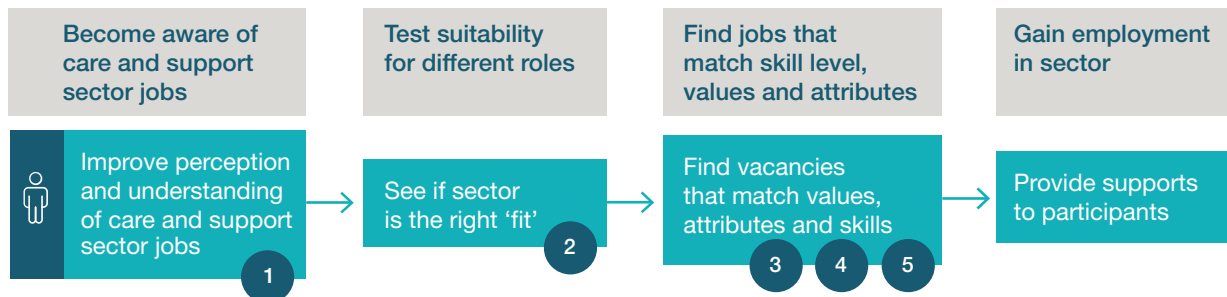 Become aware of
care and support
sector jobs
Test suitability
for different roles
Find jobs that
match skill level,
values and attributes
Gain employment
in sector
Improve perception
and understanding
of care and support
sector jobs
1
See if sector
is the right ‘fit’
2
Find vacancies
that match values,
attributes and skills
3
4
5
Provide supports
to participants